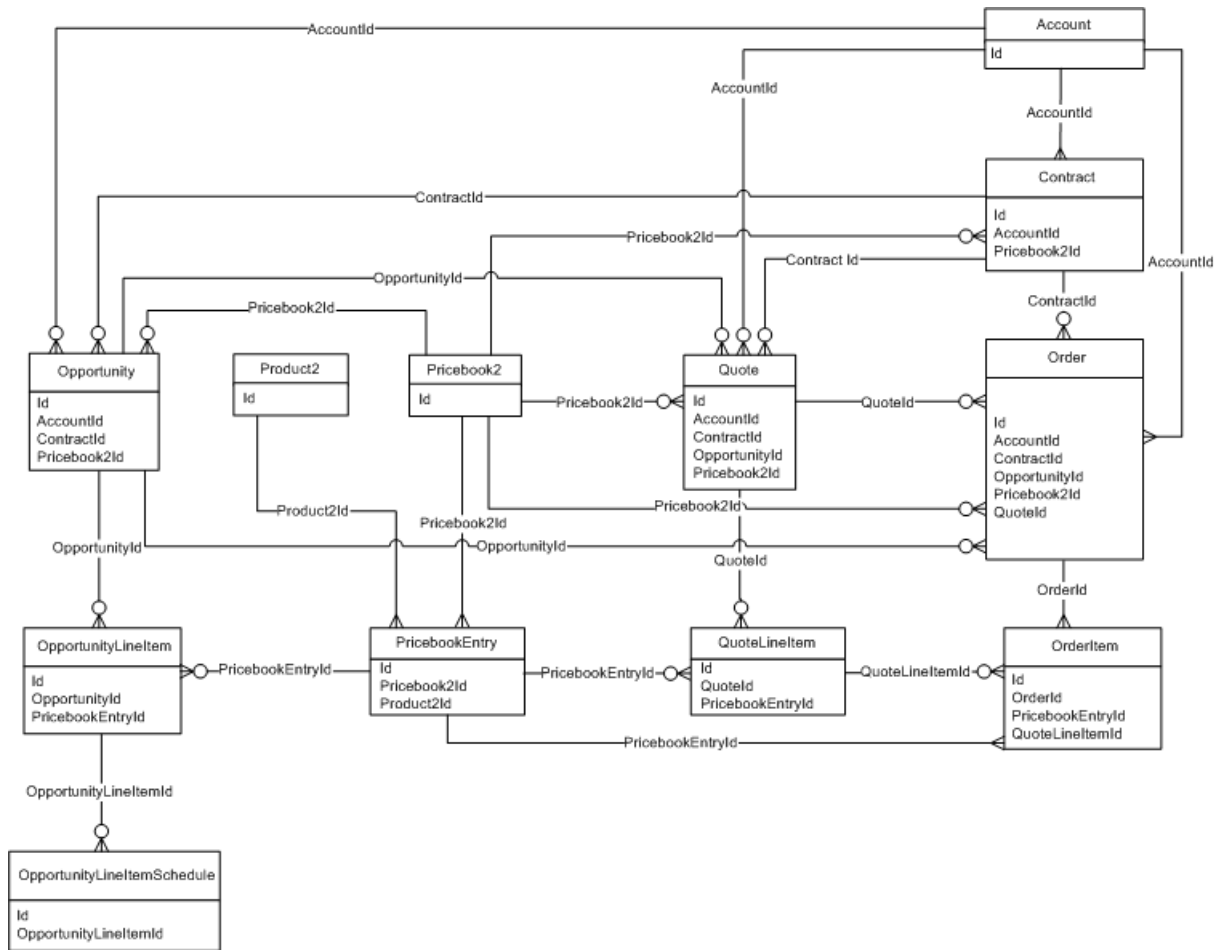 Account
Id
AccountId
AccountId
AccountId
Contract
Id
AccountId
Pricebook2Id
ContractId
Pricebook2Id
Contract Id
AccountId
OpportunityId
ContractId
Pricebook2Id
Opportunity
Id
AccountId
ContractId
Pricebook2Id
Product2
Id
Pricebook2
Id
Pricebook2Id
Quote
Id
AccountId
ContractId
OpportunityId
Pricebook2Id
QuoteId
Order
Id
AccountId
ContractId
OpportunityId
Pricebook2Id
QuoteId
Product2Id
Pricebook2Id
Pricebook2Id
OpportunityId
OpportunityId
QuoteId
OrderId
OpportunityLineItem
Id
OpportunityId
PricebookEntryId
PricebookEntryId
PricebookEntry
Id
Pricebook2Id
Product2Id
PricebookEntryId
QuoteLineItem
Id
QuoteId
PricebookEntryId
QuoteLineItemId
OrderItem
Id
OrderId
PricebookEntryId
QuoteLineItemId
PricebookEntryId
OpportunityLineItemId
OpportunityLineItemSchedule
Id
OpportunityLineItemId